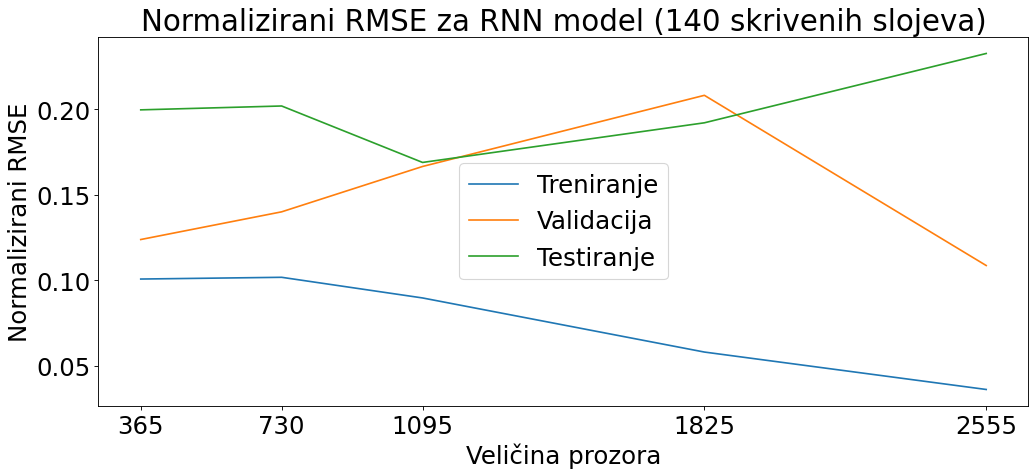 Normalizirani RMSE za RNN model (140 skrivenih slojeva)
Normalizirani RMSE
0.20
0.15
0.10
0.05
Treniranje
Validacija
Testiranje
365 730 1095 1825 2555
Veličina prozora